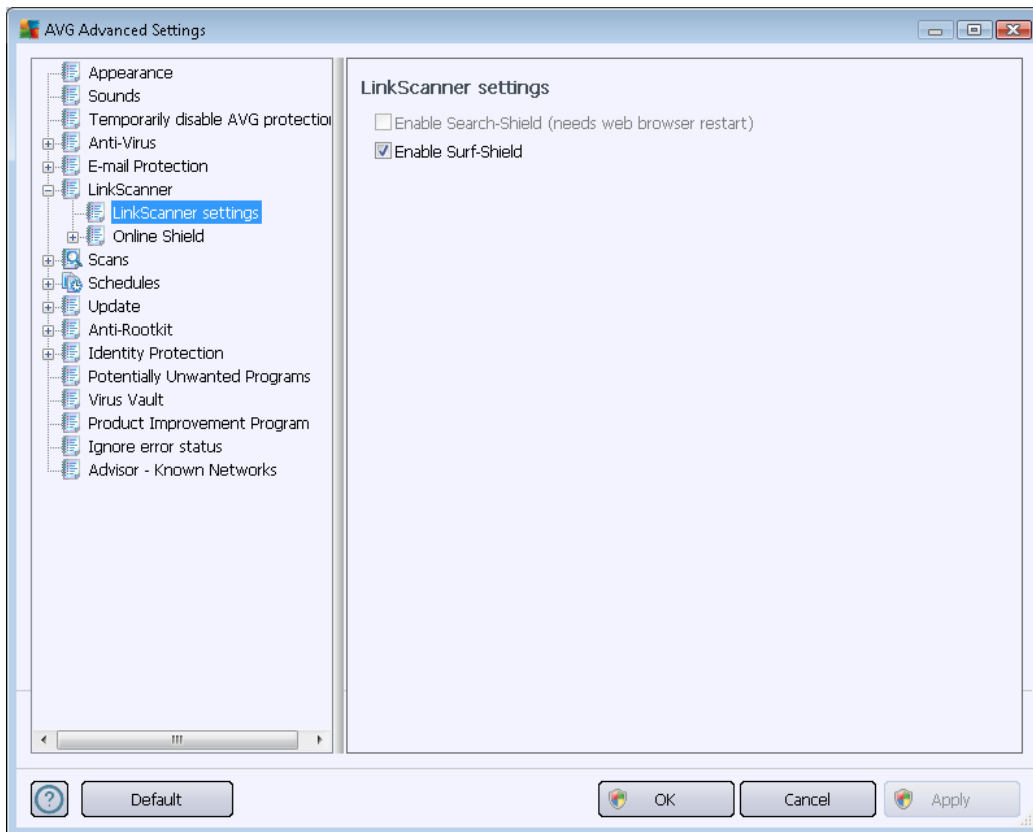 AVG Advanced Settings
Appearance
Sounds
Temporarily disable AVG protection
Anti-Virus
E-mail Protection
LinkScanner
LinkScanner settings
Online Shield
Scans
Schedules
Update
Anti-Rootkit
Identity Protection
Potentially Unwanted Programs
Virus Vault
Product Improvement Program
Ignore error status
Advisor - Known Networks
LinkScanner settings
Enable Search-Shield (needs web browser restart)
Enable Surf-Shield
Default
OK
Cancel
Apply